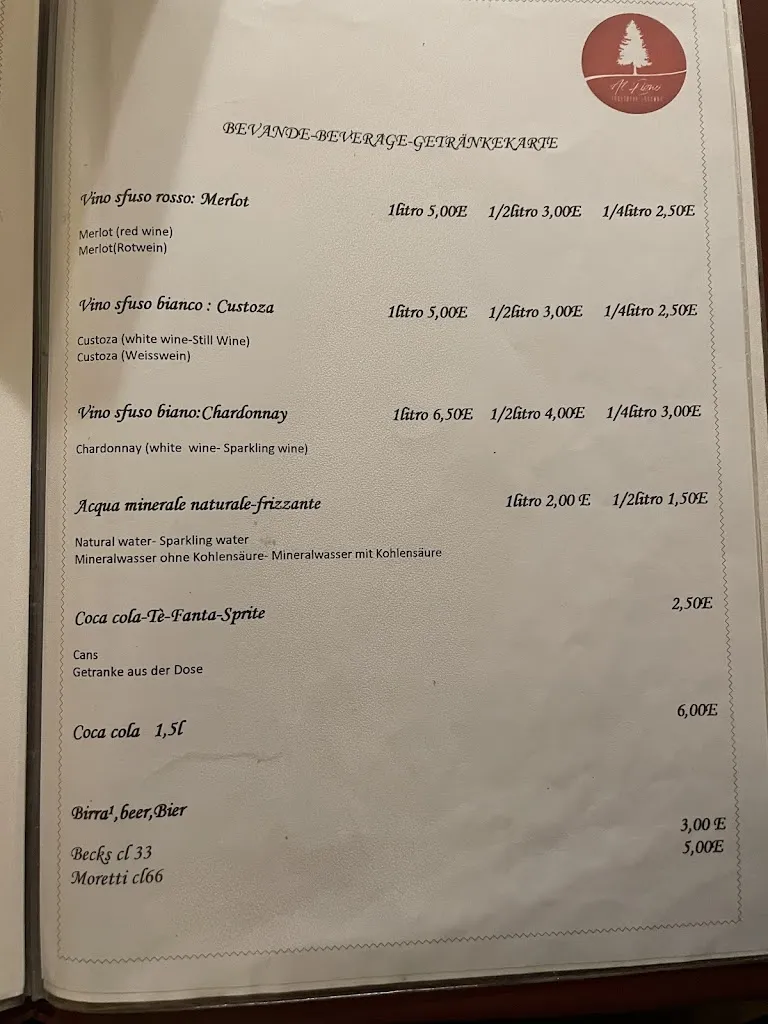 Al Pino
BEVANDE-BEVERAGE-GETRÄNKEKARTE
Vino sfuso rosso: Merlot 1litro 5,00E 1/2litro 3,00E 1/4litro 2,50E
Merlot (red wine)
Merlot(Rotwein)
Vino sfuso bianco : Custoza 1litro 5,00E 1/2litro 3,00E 1/4litro 2,50E
Custoza (white wine-Still Wine)
Custoza (Weisswein)
Vino sfuso biano:Chardonnay 1litro 6,50E 1/2litro 4,00E 1/4litro 3,00E
Chardonnay (white wine- Sparkling wine)
Acqua minerale naturale-frizzante 1litro 2,00 E 1/2litro 1,50E
Natural water- Sparkling water
Mineralwasser ohne Kohlensäure- Mineralwasser mit Kohlensäure
Coca cola-Tè-Fanta-Sprite 2,50E
Cans
Getranke aus der Dose
Coca cola 1,5l 6,00E
Birra¹,beer,Bier
Becks cl 33 3,00 E
Moretti cl66 5,00E